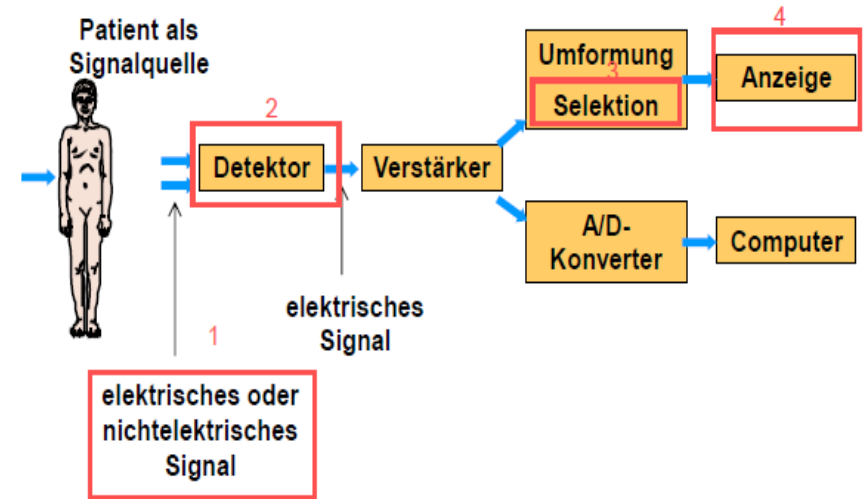 Patient als
Signalquelle
2
Detektor
Verstärker
Umformung
3
Selektion
4
Anzeige
A/D-
Konverter
Computer
elektrisches
Signal
1
elektrisches oder
nichtelektrisches
Signal